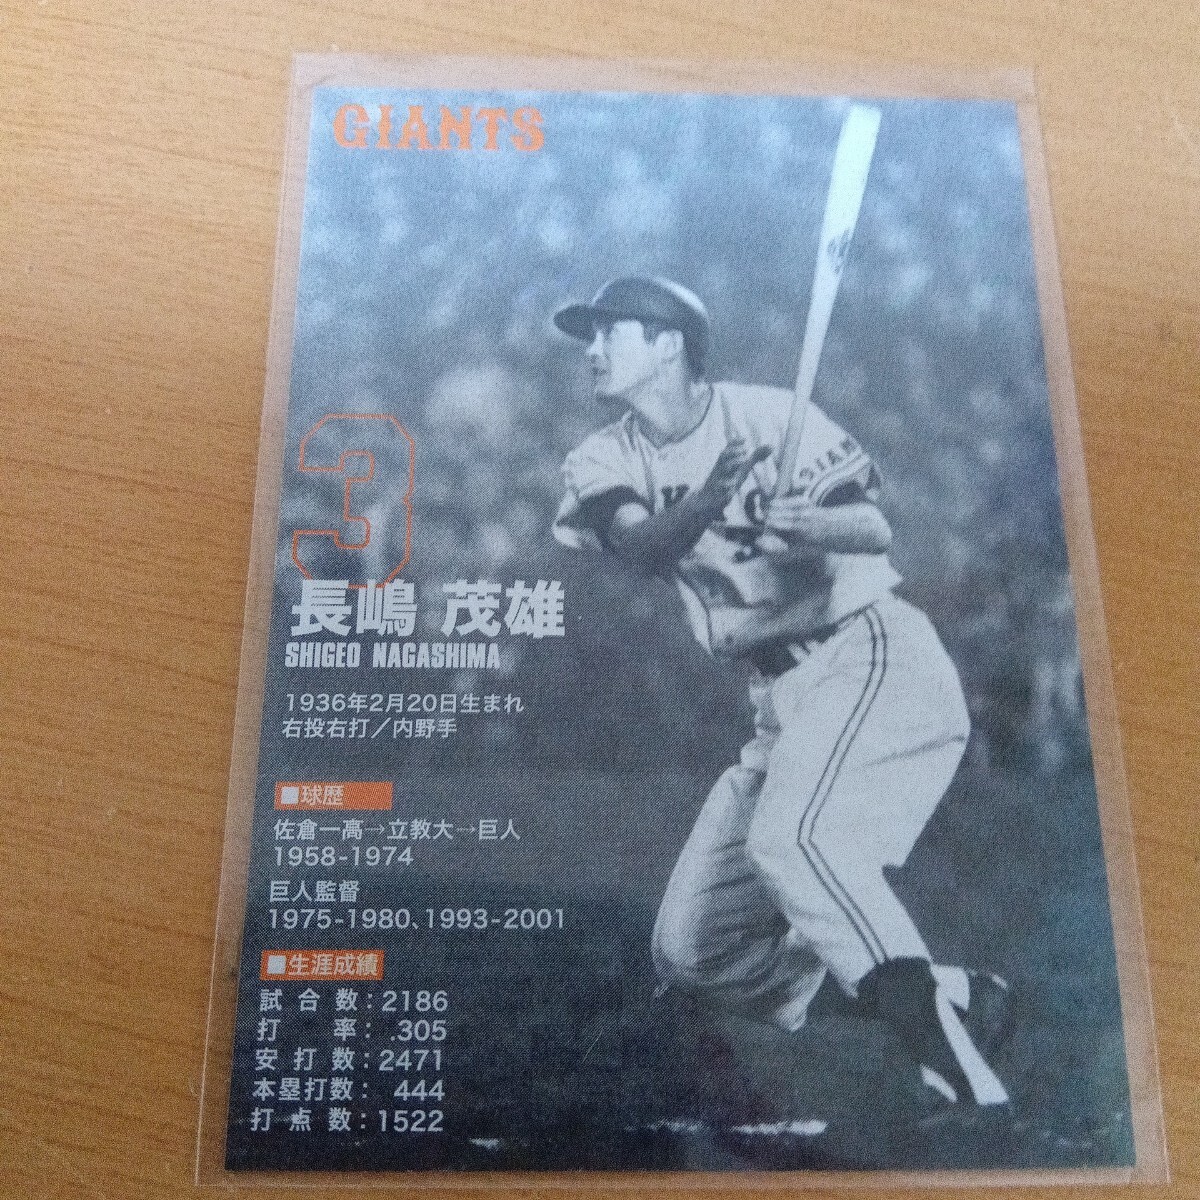 GIANTS
3
長嶋 茂雄
SHIGEO NAGASHIMA
1936年2月20日生まれ
右投右打／内野手
■球歴
佐倉一高→立教大→巨人
1958-1974
巨人監督
1975-1980、1993-2001
■生涯成績
試合数：2186
打率：.305
安打数：2471
本塁打数：444
打点数：1522